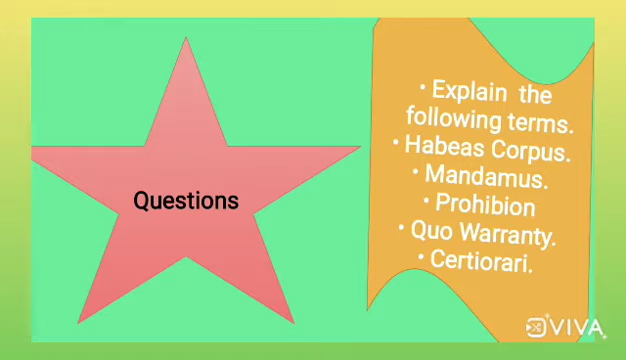 Questions
• Explain the
following terms.
• Habeas Corpus.
• Mandamus.
• Prohibion
• Quo Warranty.
• Certiorari.
VIVA